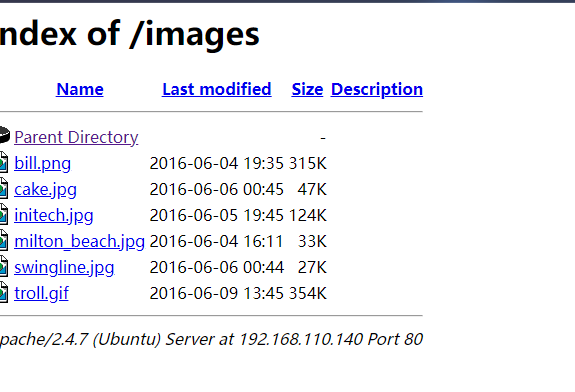 ndex of /images
Name Last modified Size Description
Parent Directory -
bill.png 2016-06-04 19:35 315K
cake.jpg 2016-06-06 00:45 47K
initech.jpg 2016-06-05 19:45 124K
milton_beach.jpg 2016-06-04 16:11 33K
swingline.jpg 2016-06-06 00:44 27K
troll.gif 2016-06-09 13:45 354K
pache/2.4.7 (Ubuntu) Server at 192.168.110.140 Port 80